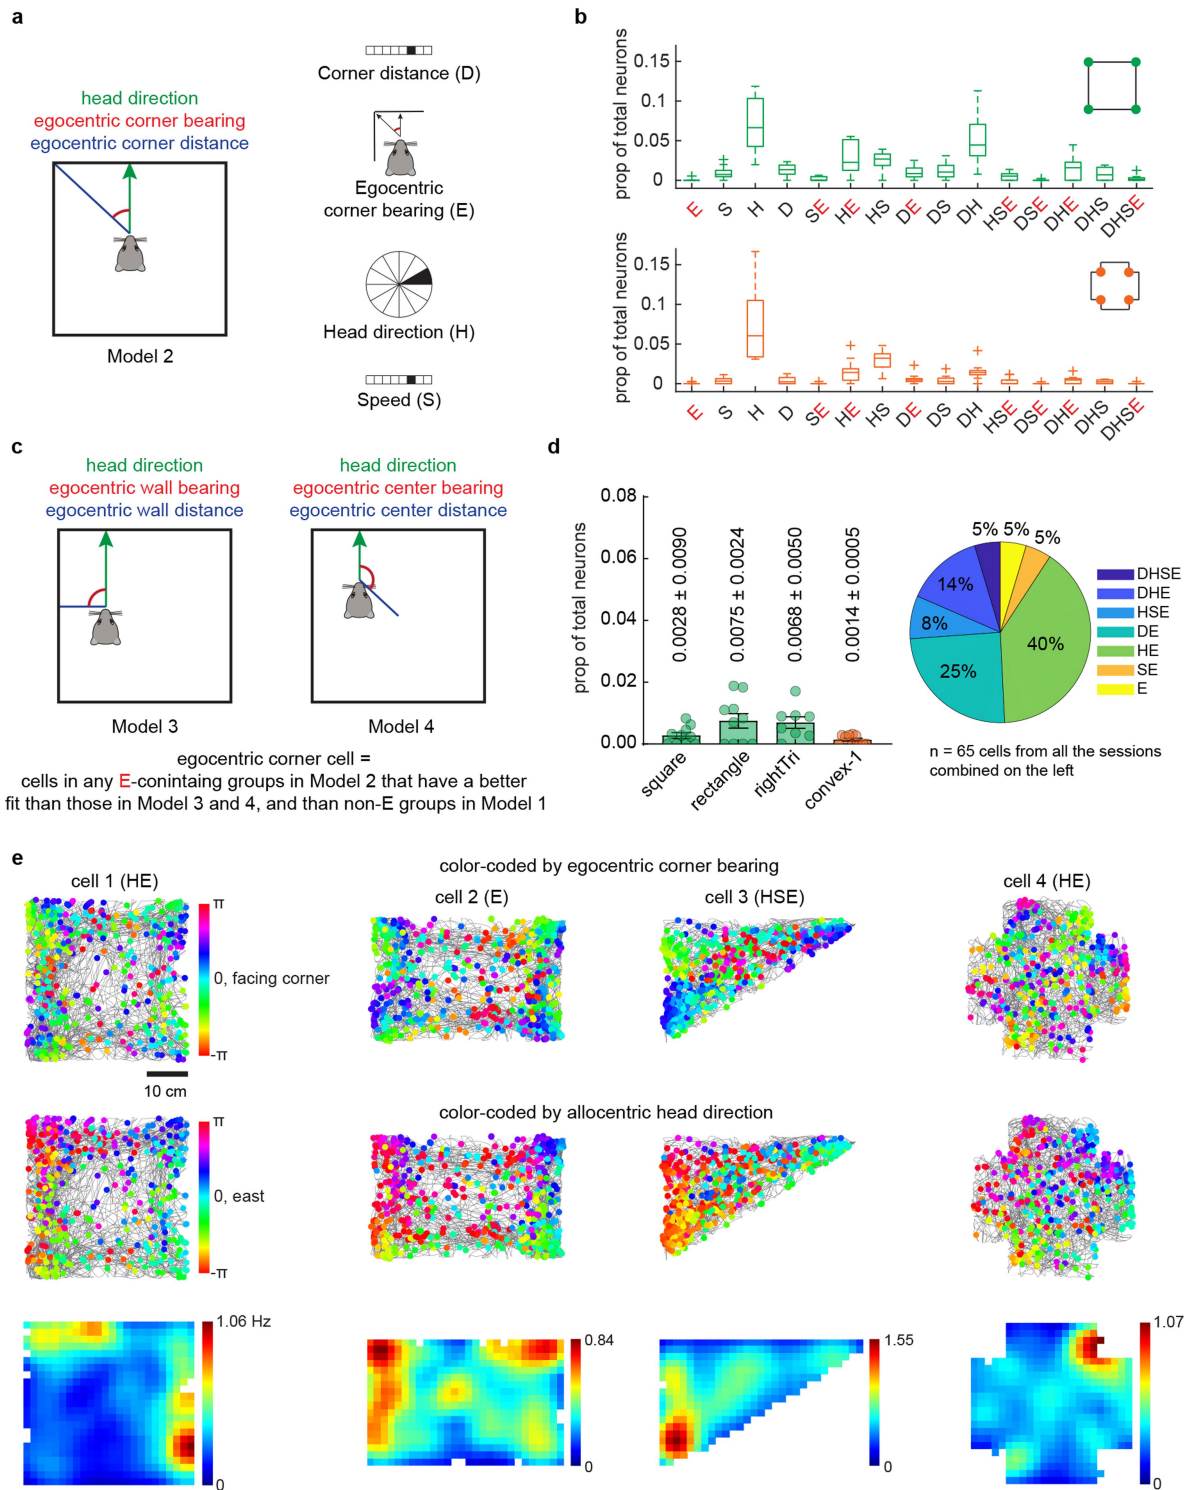 a
head direction
egocentric corner bearing
egocentric corner distance
Model 2
Corner distance (D)
Egocentric
corner bearing (E)
Head direction (H)
Speed (S)
b
prop of total neurons
0.15
0.1
0.05
0
E
S
H
D
SE
HE
HS
DE
DS
DH
HSE
DSE
DHE
DHS
DHSE
prop of total neurons
0.15
0.1
0.05
0
E
S
H
D
SE
HE
HS
DE
DS
DH
HSE
DSE
DHE
DHS
DHSE
c
head direction
egocentric wall bearing
egocentric wall distance
Model 3
head direction
egocentric center bearing
egocentric center distance
Model 4
egocentric corner cell =
cells in any E-conintaing groups in Model 2 that have a better
fit than those in Model 3 and 4, and than non-E groups in Model 1
d
prop of total neurons
0.08
0.06
0.04
0.02
0.00
0.0028 ± 0.0090
0.0075 ± 0.0024
0.0068 ± 0.0050
0.0014 ± 0.0005
square
rectangle
rightTri
convex-1
5%
5%
5%
14%
8%
25%
40%
DHSE
DHE
HSE
DE
HE
SE
E
n = 65 cells from all the sessions
combined on the left
e
color-coded by egocentric corner bearing
cell 1 (HE)
cell 2 (E)
cell 3 (HSE)
cell 4 (HE)
π
0, facing corner
-π
10 cm
color-coded by allocentric head direction
π
0, east
-π
1.06 Hz
0
0.84
0
1.55
0
1.07
0